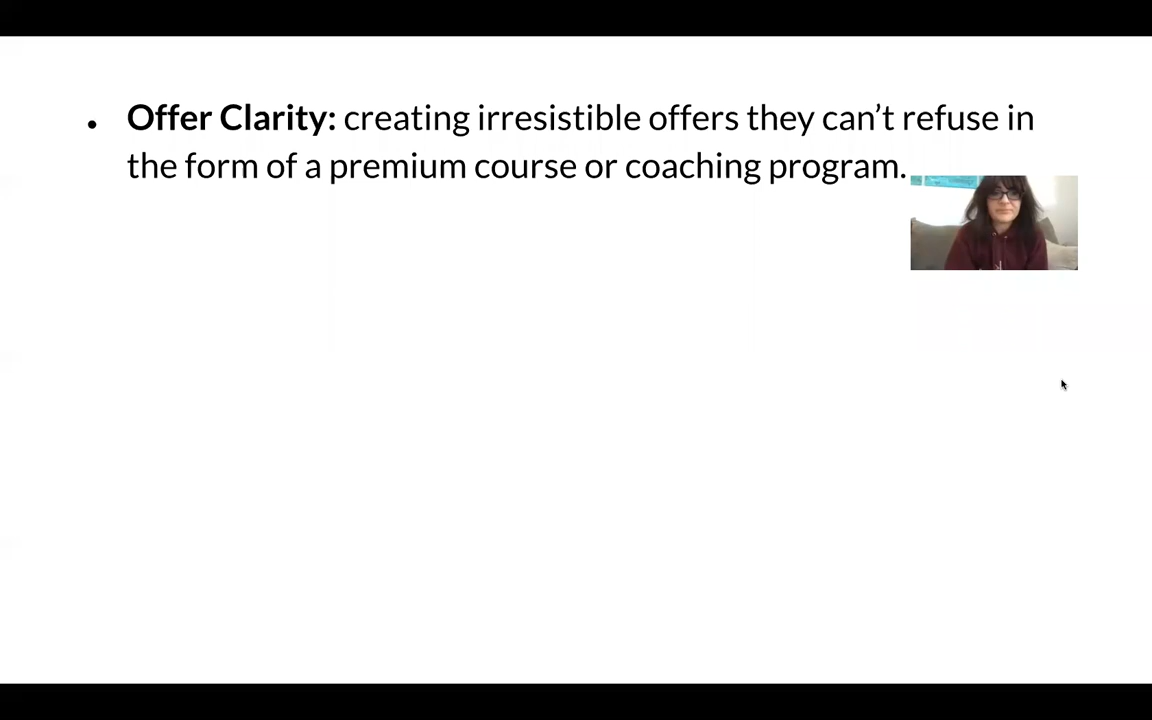 • Offer Clarity: creating irresistible offers they can’t refuse in
the form of a premium course or coaching program.